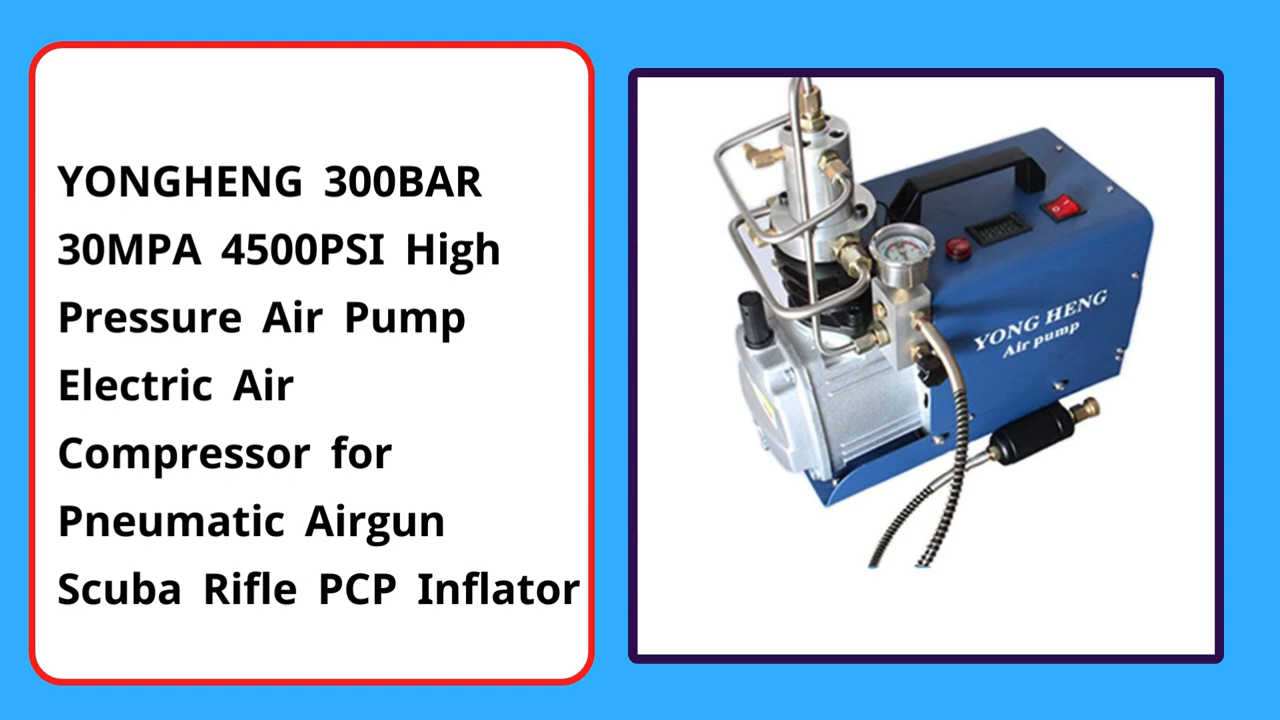 YONGHENG 300BAR
30MPA 4500PSI High
Pressure Air Pump
Electric Air
Compressor for
Pneumatic Airgun
Scuba Rifle PCP Inflator
YONG HENG
Air pump